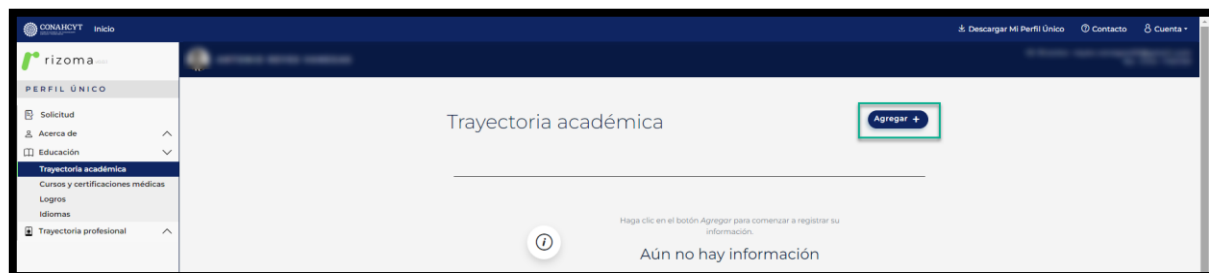 CONAHCYT Inicio Descargar Mi Perfil Único Contacto Cuenta
rizoma
PERFIL ÚNICO
Solicitud
Acerca de
Educación
Trayectoria académica
Cursos y certificaciones médicas
Logros
Idiomas
Trayectoria profesional
Trayectoria académica
Agregar +
Haga clic en el botón Agregar para comenzar a registrar su
información.
Aún no hay información